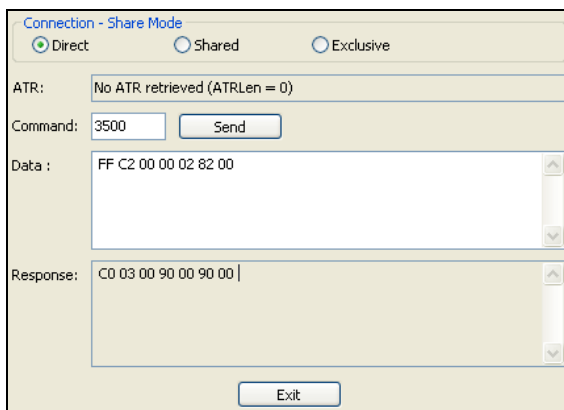 Connection - Share Mode
Direct Shared Exclusive
ATR: No ATR retrieved (ATRLen = 0)
Command: 3500 Send
Data : FF C2 00 00 02 82 00
Response: C0 03 00 90 00 90 00
Exit